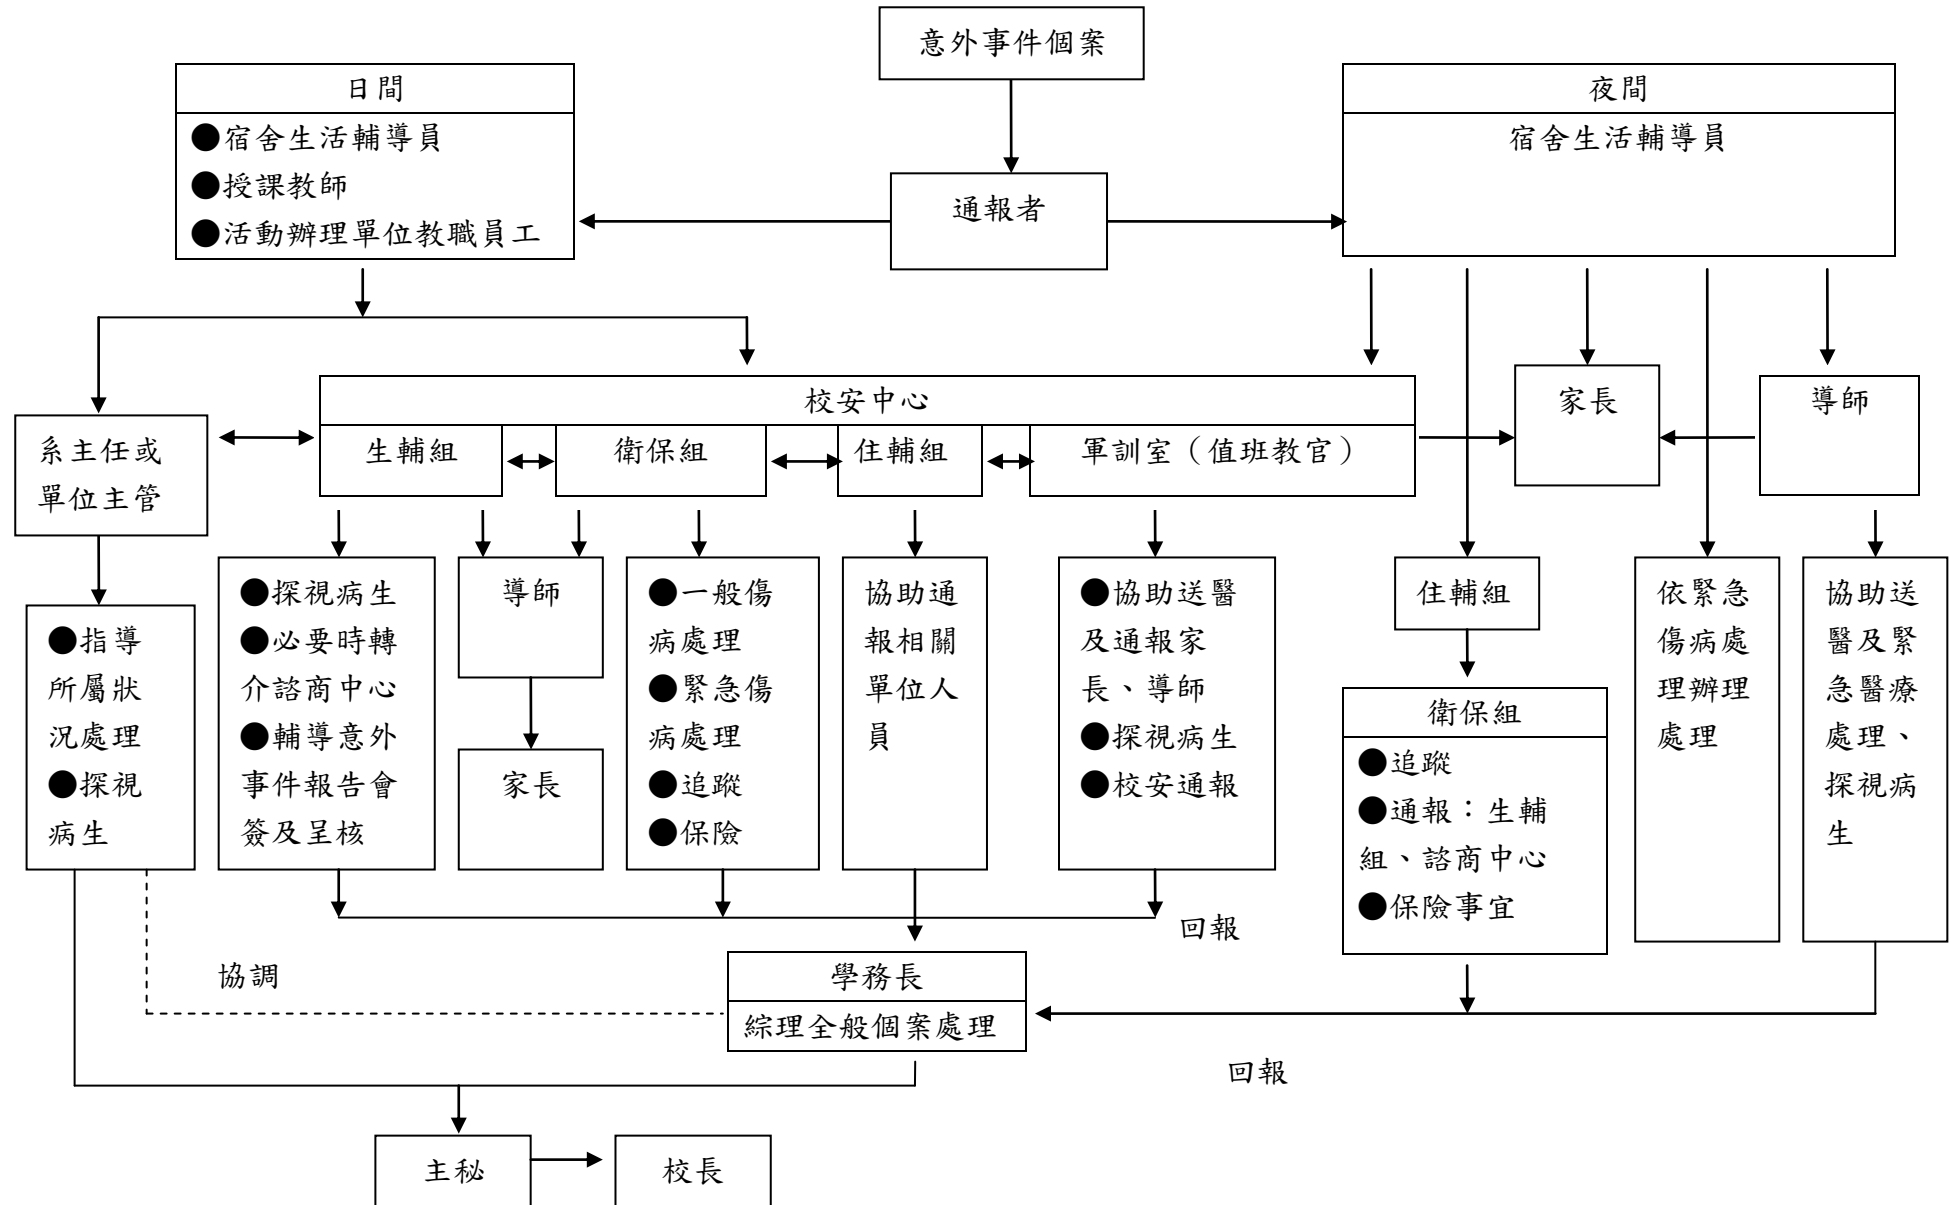 意外事件個案
日間
●宿舍生活輔導員
●授課教師
●活動辦理單位教職員工
通報者
夜間
宿舍生活輔導員
系主任或
單位主管
校安中心
生輔組
衛保組
住輔組
軍訓室（值班教官）
家長
導師
●指導
所屬狀
況處理
●探視
病生
●探視病生
●必要時轉
介諮商中心
●輔導意外
事件報告會
簽及呈核
導師
家長
●一般傷
病處理
●緊急傷
病處理
●追蹤
●保險
協助通
報相關
單位人
員
●協助送醫
及通報家
長、導師
●探視病生
●校安通報
住輔組
衛保組
●追蹤
●通報：生輔
組、諮商中心
●保險事宜
依緊急
傷病處
理辦理
處理
協助送
醫及緊
急醫療
處理、
探視病
生
回報
協調
學務長
綜理全般個案處理
回報
主秘
校長